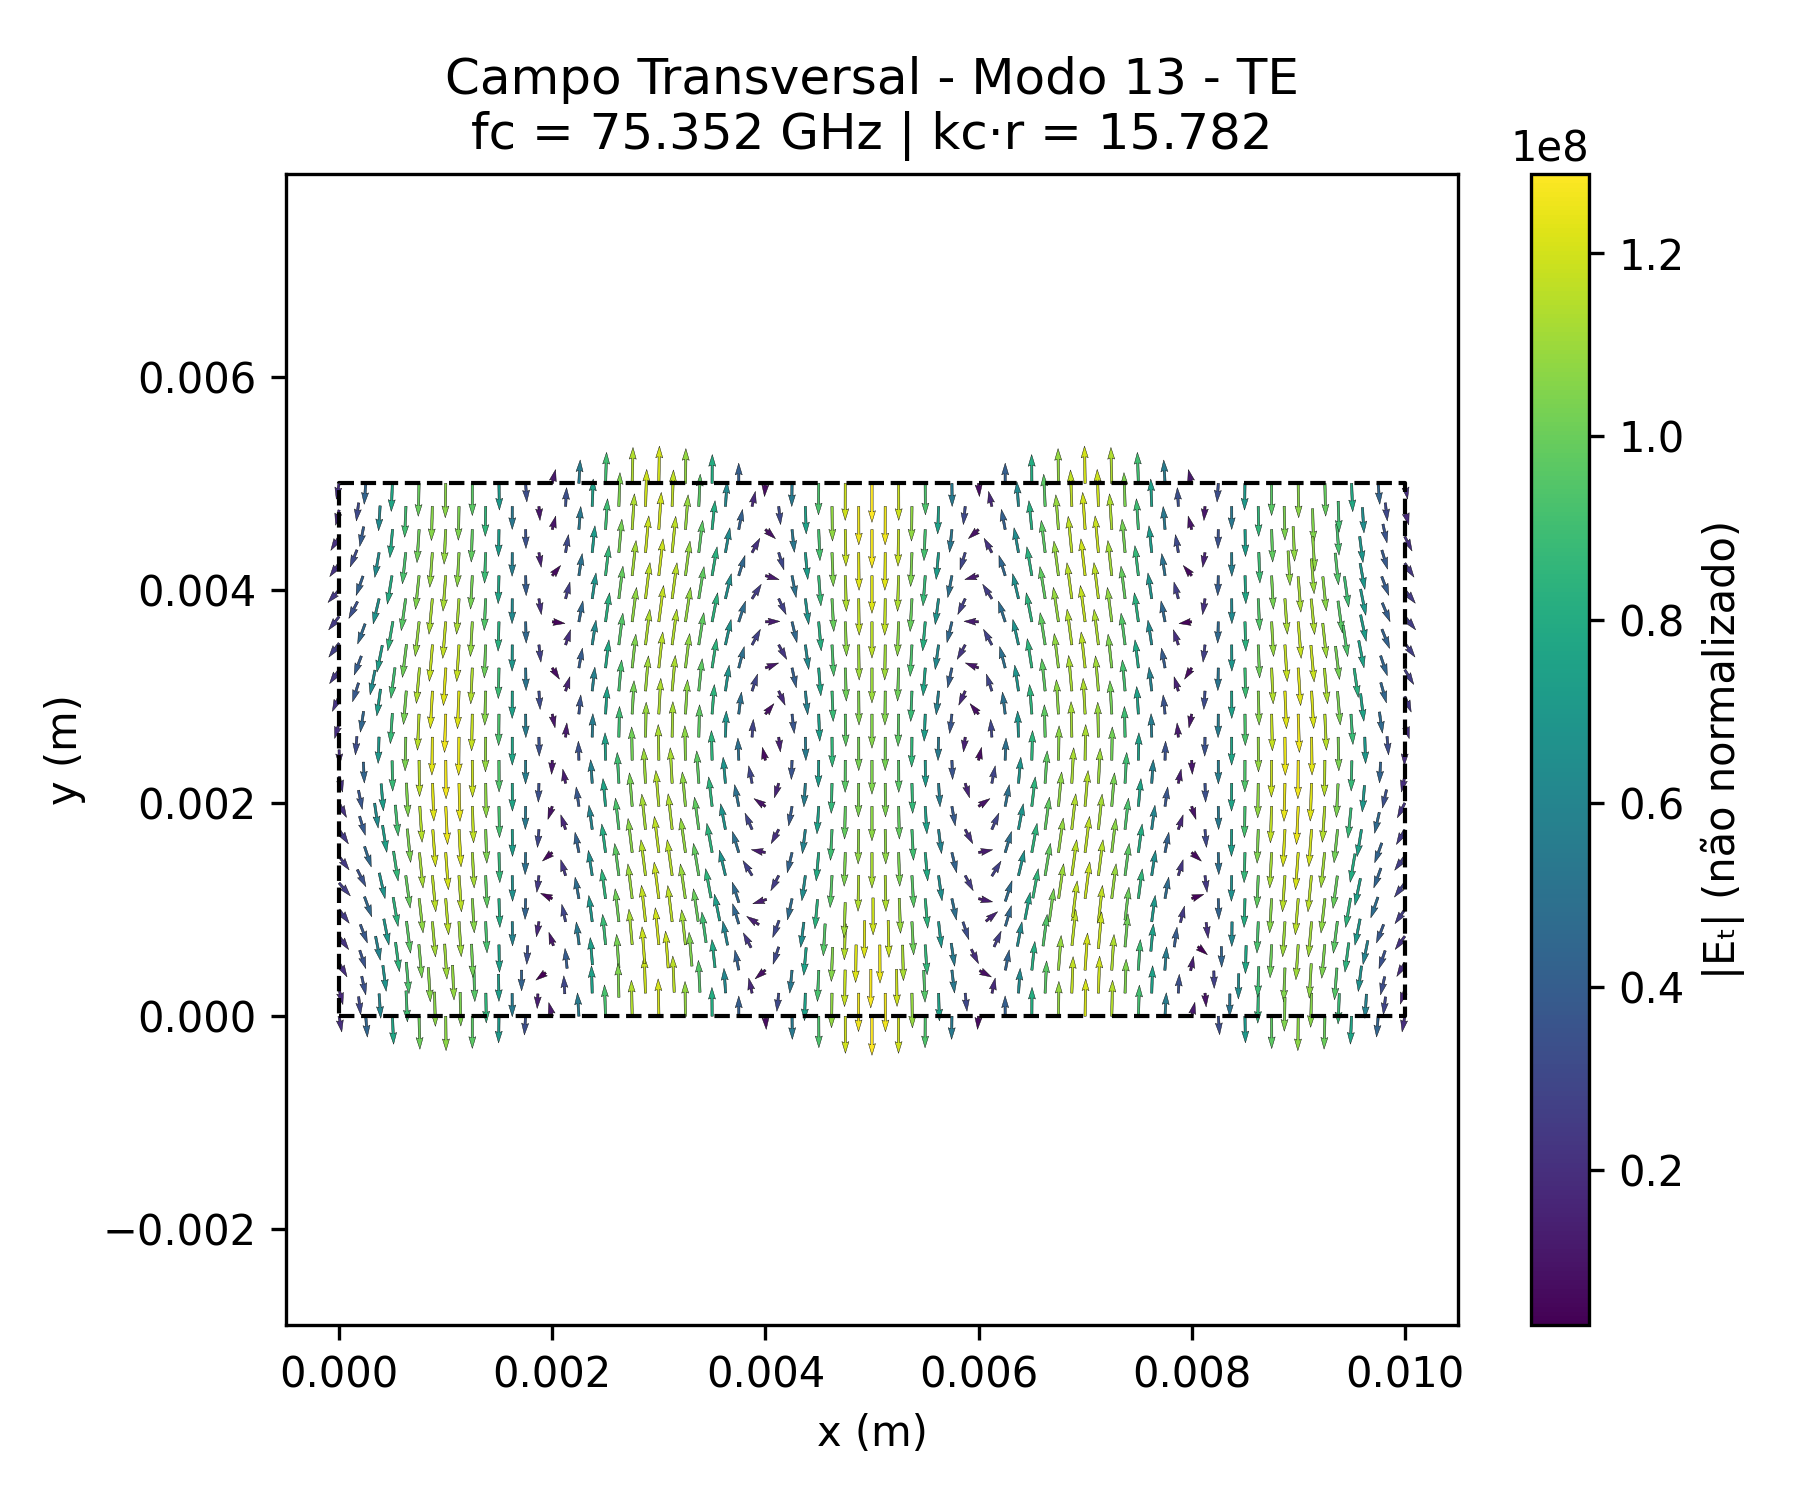 Campo Transversal - Modo 13 - TE
fc = 75.352 GHz | kc·r = 15.782
1e8
1.2
1.0
0.8
0.6
0.4
0.2
|Eₜ| (não normalizado)
0.006
0.004
0.002
0.000
−0.002
y (m)
0.000 0.002 0.004 0.006 0.008 0.010
x (m)